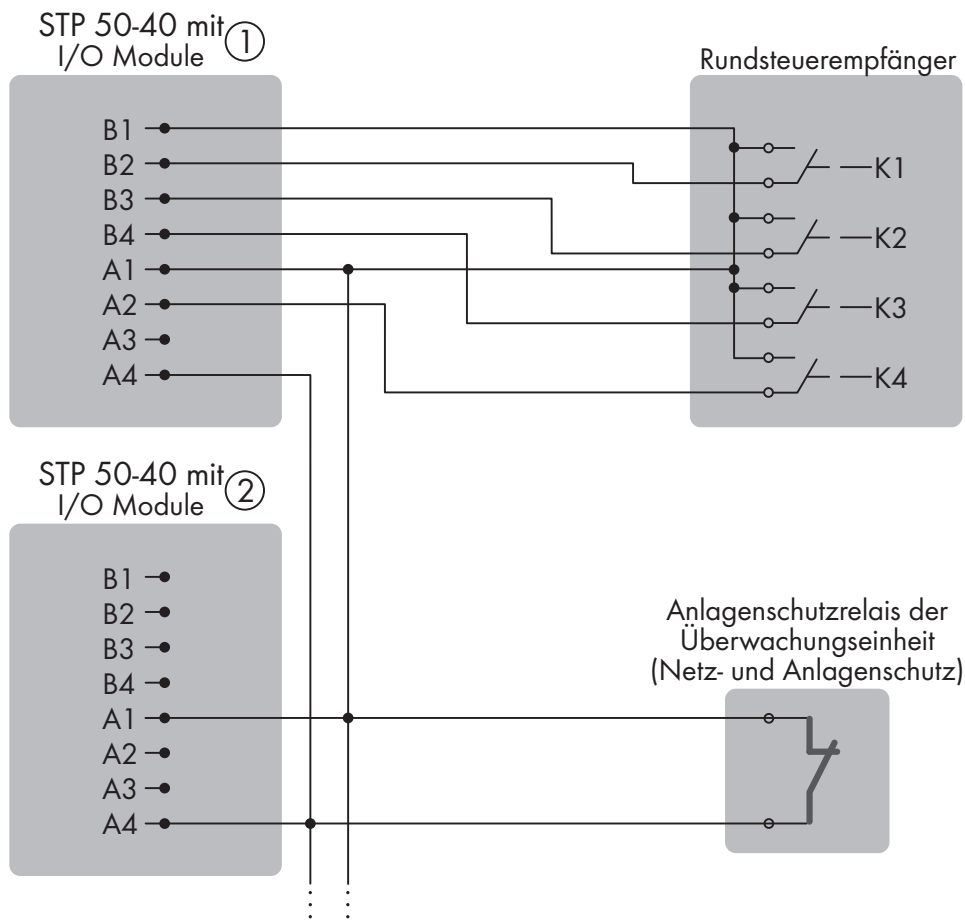 STP 50-40 mit
I/O Module
1
Rundsteuerempfänger
B1
B2
B3
B4
A1
A2
A3
A4
K1
K2
K3
K4
STP 50-40 mit
I/O Module
2
B1
B2
B3
B4
A1
A2
A3
A4
Anlagenschutzrelais der
Überwachungseinheit
(Netz- und Anlagenschutz)